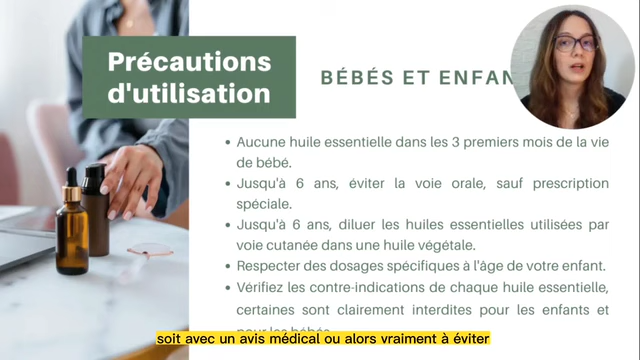 Précautions
d'utilisation
BÉBÉS ET ENFAN
• Aucune huile essentielle dans les 3 premiers mois de la vie
de bébé.
• Jusqu'à 6 ans, éviter la voie orale, sauf prescription
spéciale.
• Jusqu'à 6 ans, diluer les huiles essentielles utilisées par
voie cutanée dans une huile végétale.
• Respecter des dosages spécifiques à l'âge de votre enfant.
• Vérifiez les contre-indications de chaque huile essentielle,
certaines sont clairement interdites pour les enfants et
pour les bébés.
soit avec un avis médical ou alors vraiment à éviter